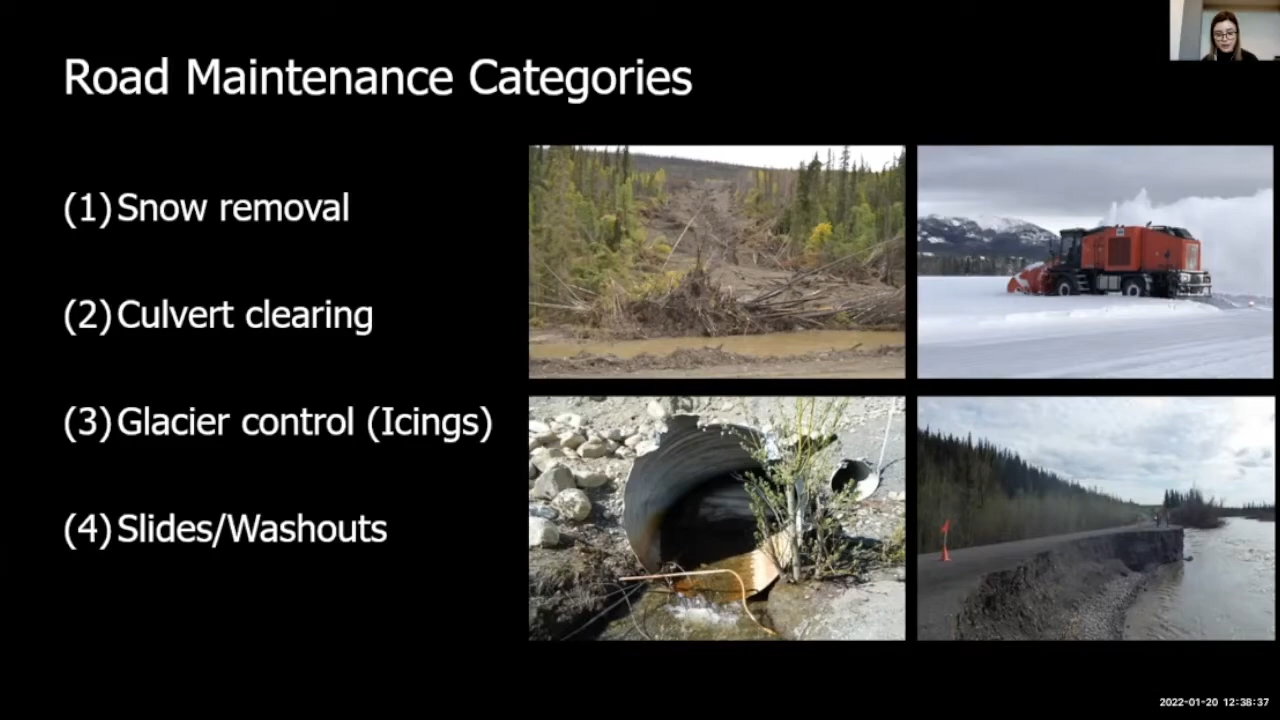 Road Maintenance Categories
(1) Snow removal
(2) Culvert clearing
(3) Glacier control (Icings)
(4) Slides/Washouts
2022-01-20 12:38:37